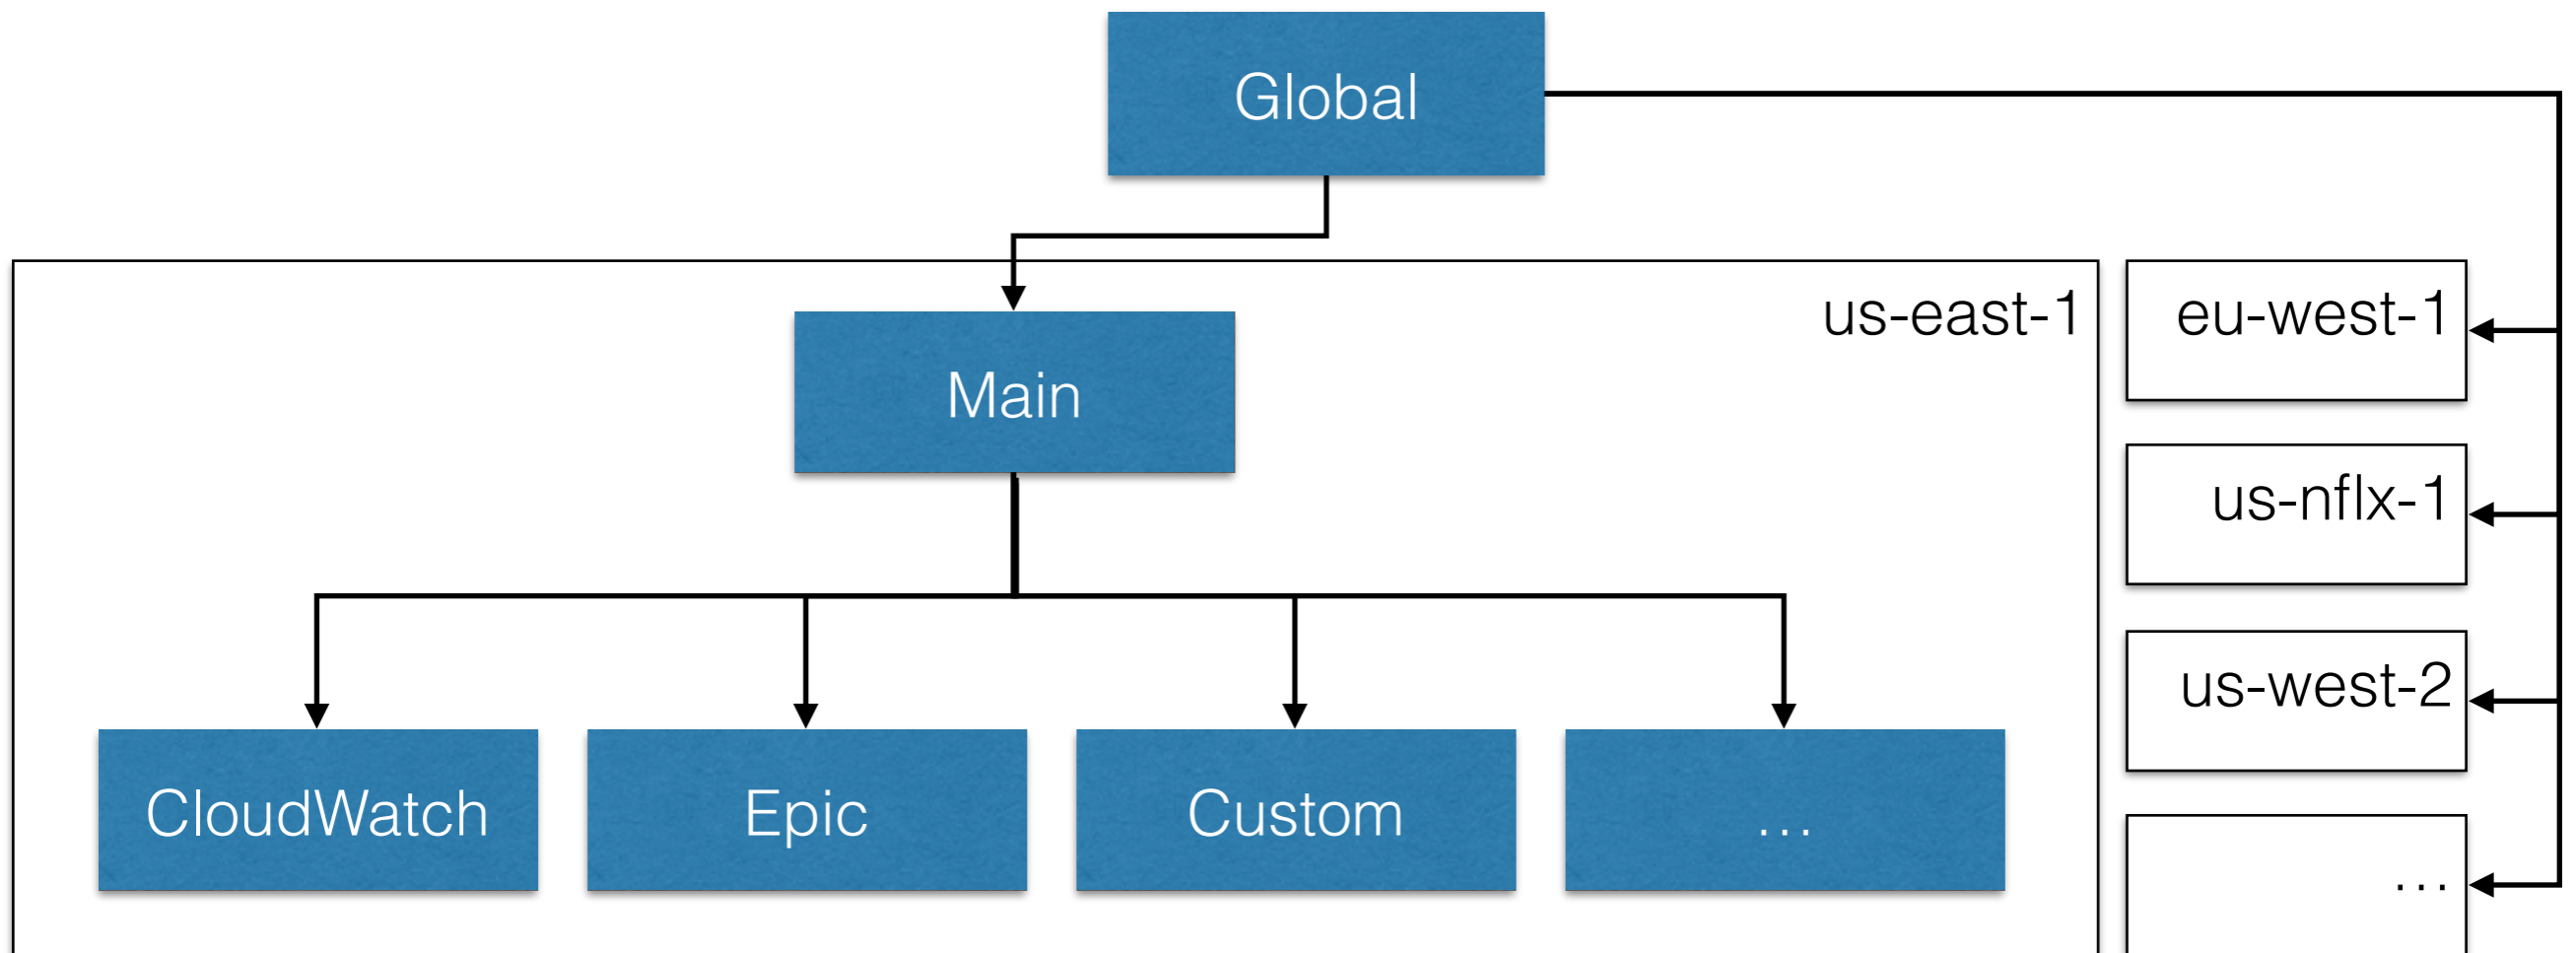 Global
us-east-1
eu-west-1
Main
us-nflx-1
us-west-2
CloudWatch
Epic
Custom
...
...